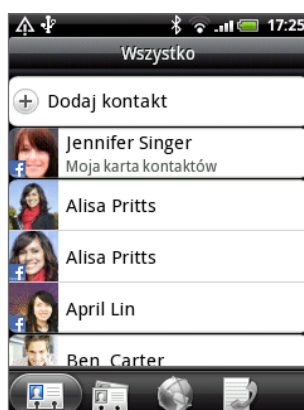 17:25
Wszystko
Dodaj kontakt
Jennifer Singer
Moja karta kontaktów
Alisa Pritts
Alisa Pritts
April Lin
Ben Carter